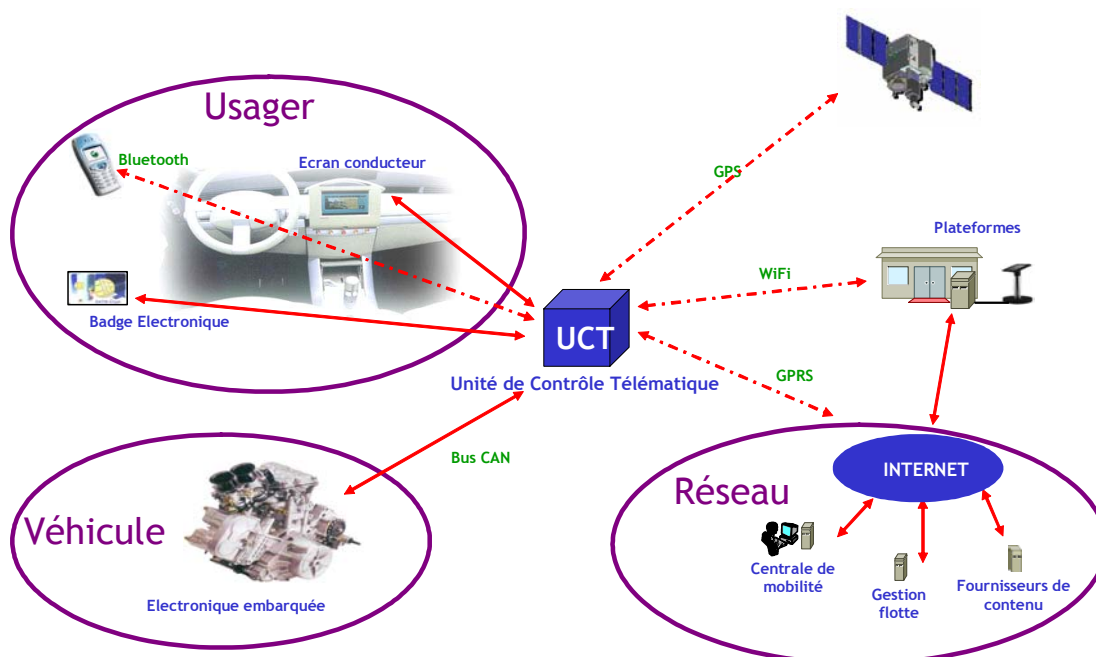 Usager
Bluetooth
Ecran conducteur
GPS
Plateformes
WiFi
Badge Electronique
UCT
Unité de Contrôle Télématique
GPRS
Bus CAN
INTERNET
Réseau
Véhicule
Centrale de
mobilité
Gestion
flotte
Fournisseurs de
contenu
Electronique embarquée